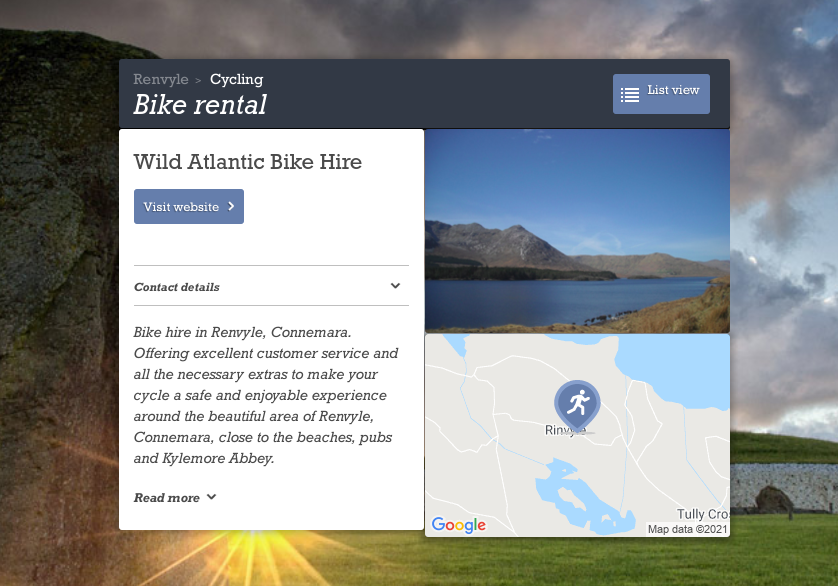 Renvyle > Cycling
Bike rental
List view
Wild Atlantic Bike Hire
Visit website
Contact details
Bike hire in Renvyle, Connemara.
Offering excellent customer service and
all the necessary extras to make your
cycle a safe and enjoyable experience
around the beautiful area of Renvyle,
Connemara, close to the beaches, pubs
and Kylemore Abbey.
Read more
Rinvyle
Tully Cro
Google
Map data ©2021